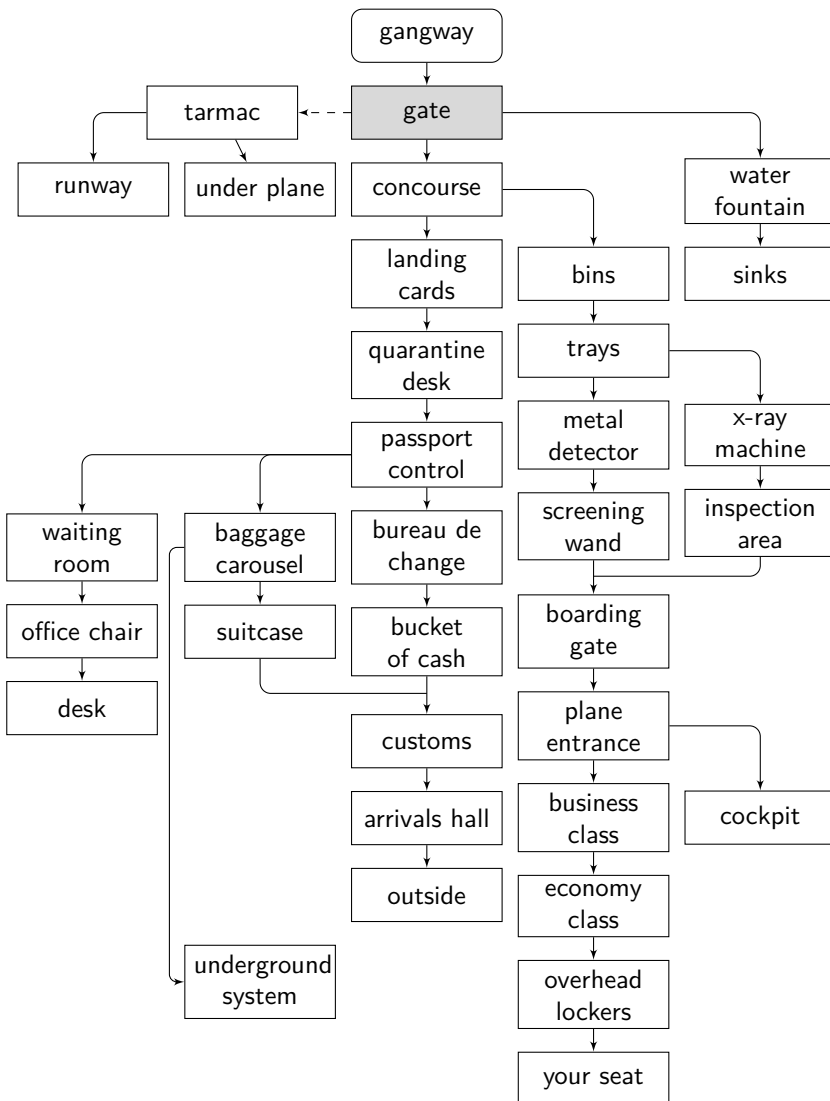 gangway
tarmac
gate
runway
under plane
concourse
water
fountain
landing
cards
bins
sinks
quarantine
desk
trays
passport
control
metal
detector
x-ray
machine
waiting
room
baggage
carousel
bureau de
change
screening
wand
inspection
area
office chair
suitcase
bucket
of cash
boarding
gate
desk
customs
plane
entrance
arrivals hall
business
class
cockpit
outside
economy
class
underground
system
overhead
lockers
your seat